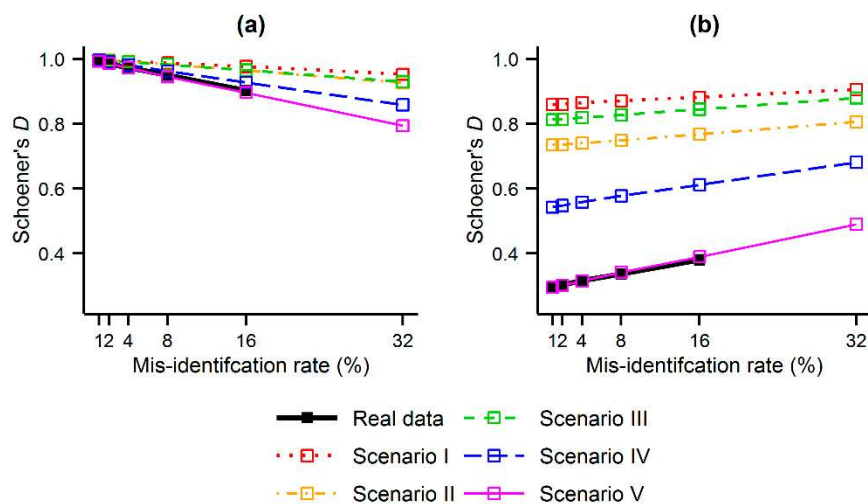 (a) (b)
Schoener's D
1.0
0.8
0.6
0.4
12 4 8 16 32
Mis-identifcation rate (%)
Schoener's D
1.0
0.8
0.6
0.4
12 4 8 16 32
Mis-identifcation rate (%)
Real data
Scenario I
Scenario II
Scenario III
Scenario IV
Scenario V